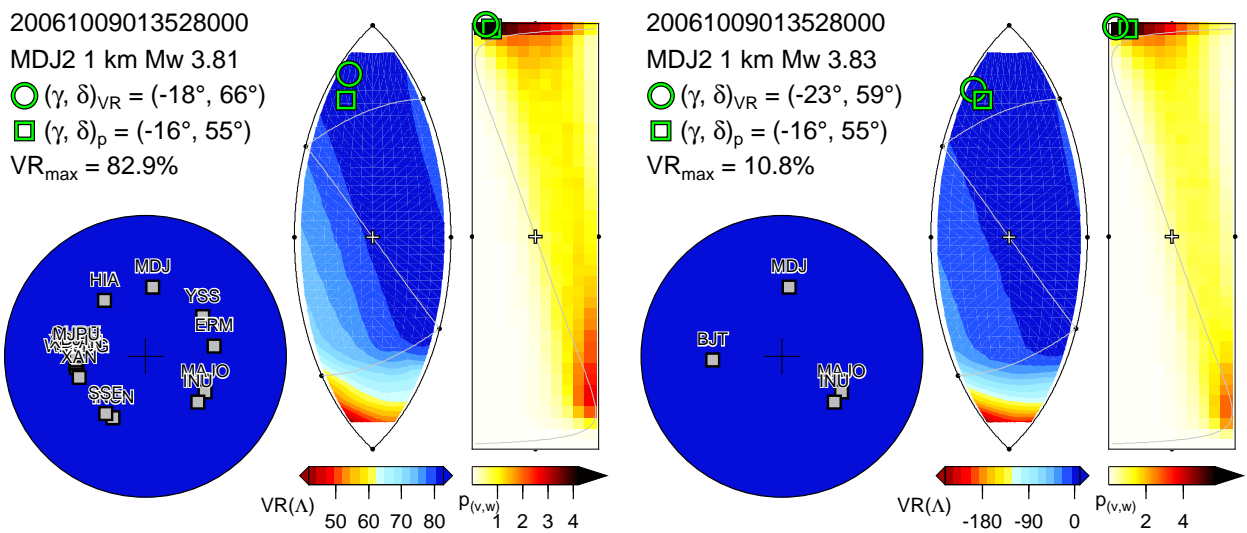 20061009013528000
MDJ2 1 km Mw 3.81
(γ, δ)VR = (-18°, 66°)
(γ, δ)p = (-16°, 55°)
VRmax = 82.9%
HIA
MDJ
YSS
ERM
MJPU
XAN
MAJO
INU
SSE
VR(Λ)
50 60 70 80
p(v,w)
1 2 3 4
20061009013528000
MDJ2 1 km Mw 3.83
(γ, δ)VR = (-23°, 59°)
(γ, δ)p = (-16°, 55°)
VRmax = 10.8%
MDJ
BJT
MAJO
INU
VR(Λ)
-180 -90 0
p(v,w)
2 4